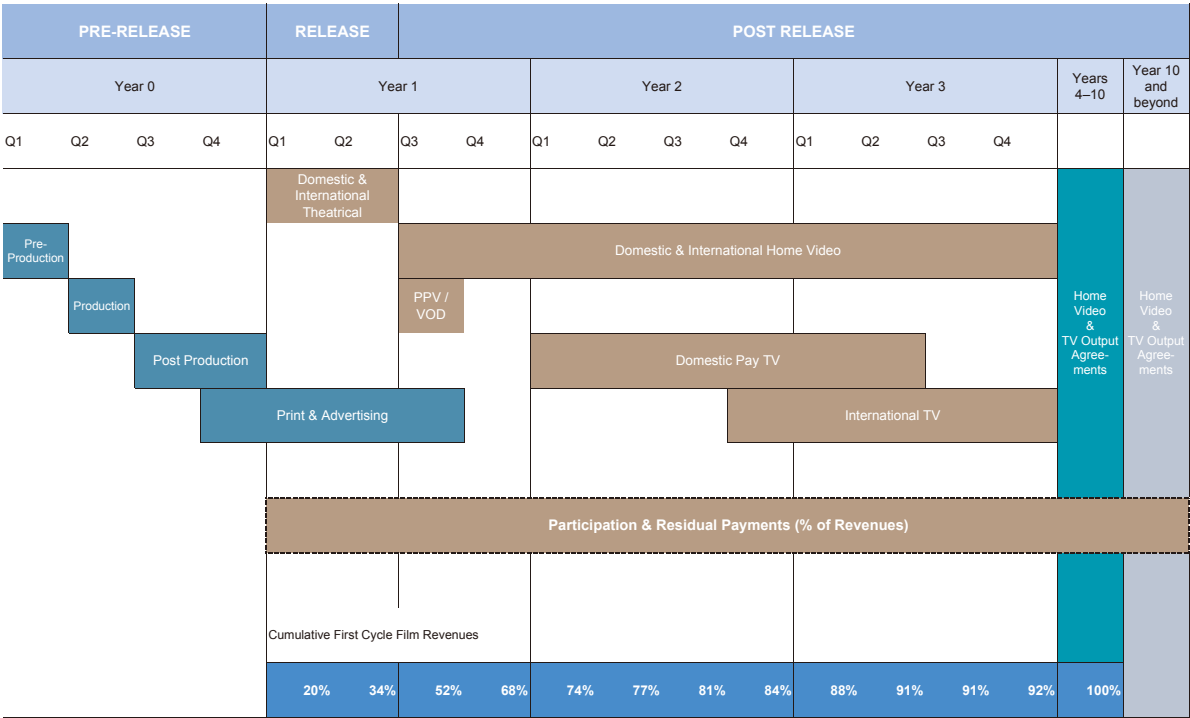 PRE-RELEASE RELEASE POST RELEASE
Year 0 Year 1 Year 2 Year 3 Years
4–10 Year 10
and
beyond
Q1 Q2 Q3 Q4 Q1 Q2 Q3 Q4 Q1 Q2 Q3 Q4 Q1 Q2 Q3 Q4
Domestic &
International
Theatrical
Pre-
Production
Domestic & International Home Video
Production
PPV /
VOD
Post Production
Domestic Pay TV
Print & Advertising
International TV
Home
Video
&
TV Output
Agree-
ments
Home
Video
&
TV Output
Agree-
ments
Participation & Residual Payments (% of Revenues)
Cumulative First Cycle Film Revenues
20% 34% 52% 68% 74% 77% 81% 84% 88% 91% 91% 92% 100%